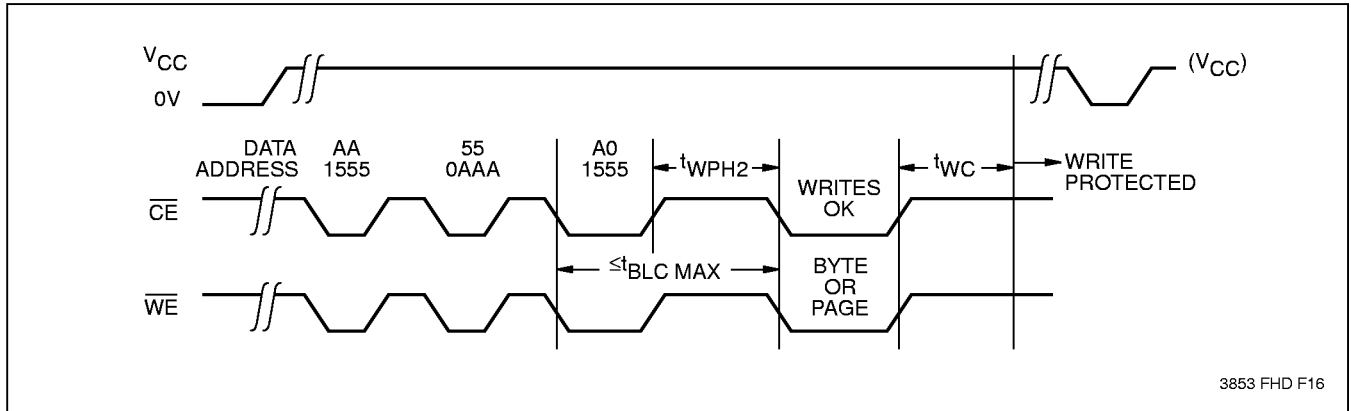 VCC
0V
(VCC)
DATA AA 55 A0
ADDRESS 1555 0AAA 1555
tWPH2
WRITES
OK
tWC
WRITE
PROTECTED
CE
≤tBLC MAX
BYTE
OR
PAGE
WE
3853 FHD F16